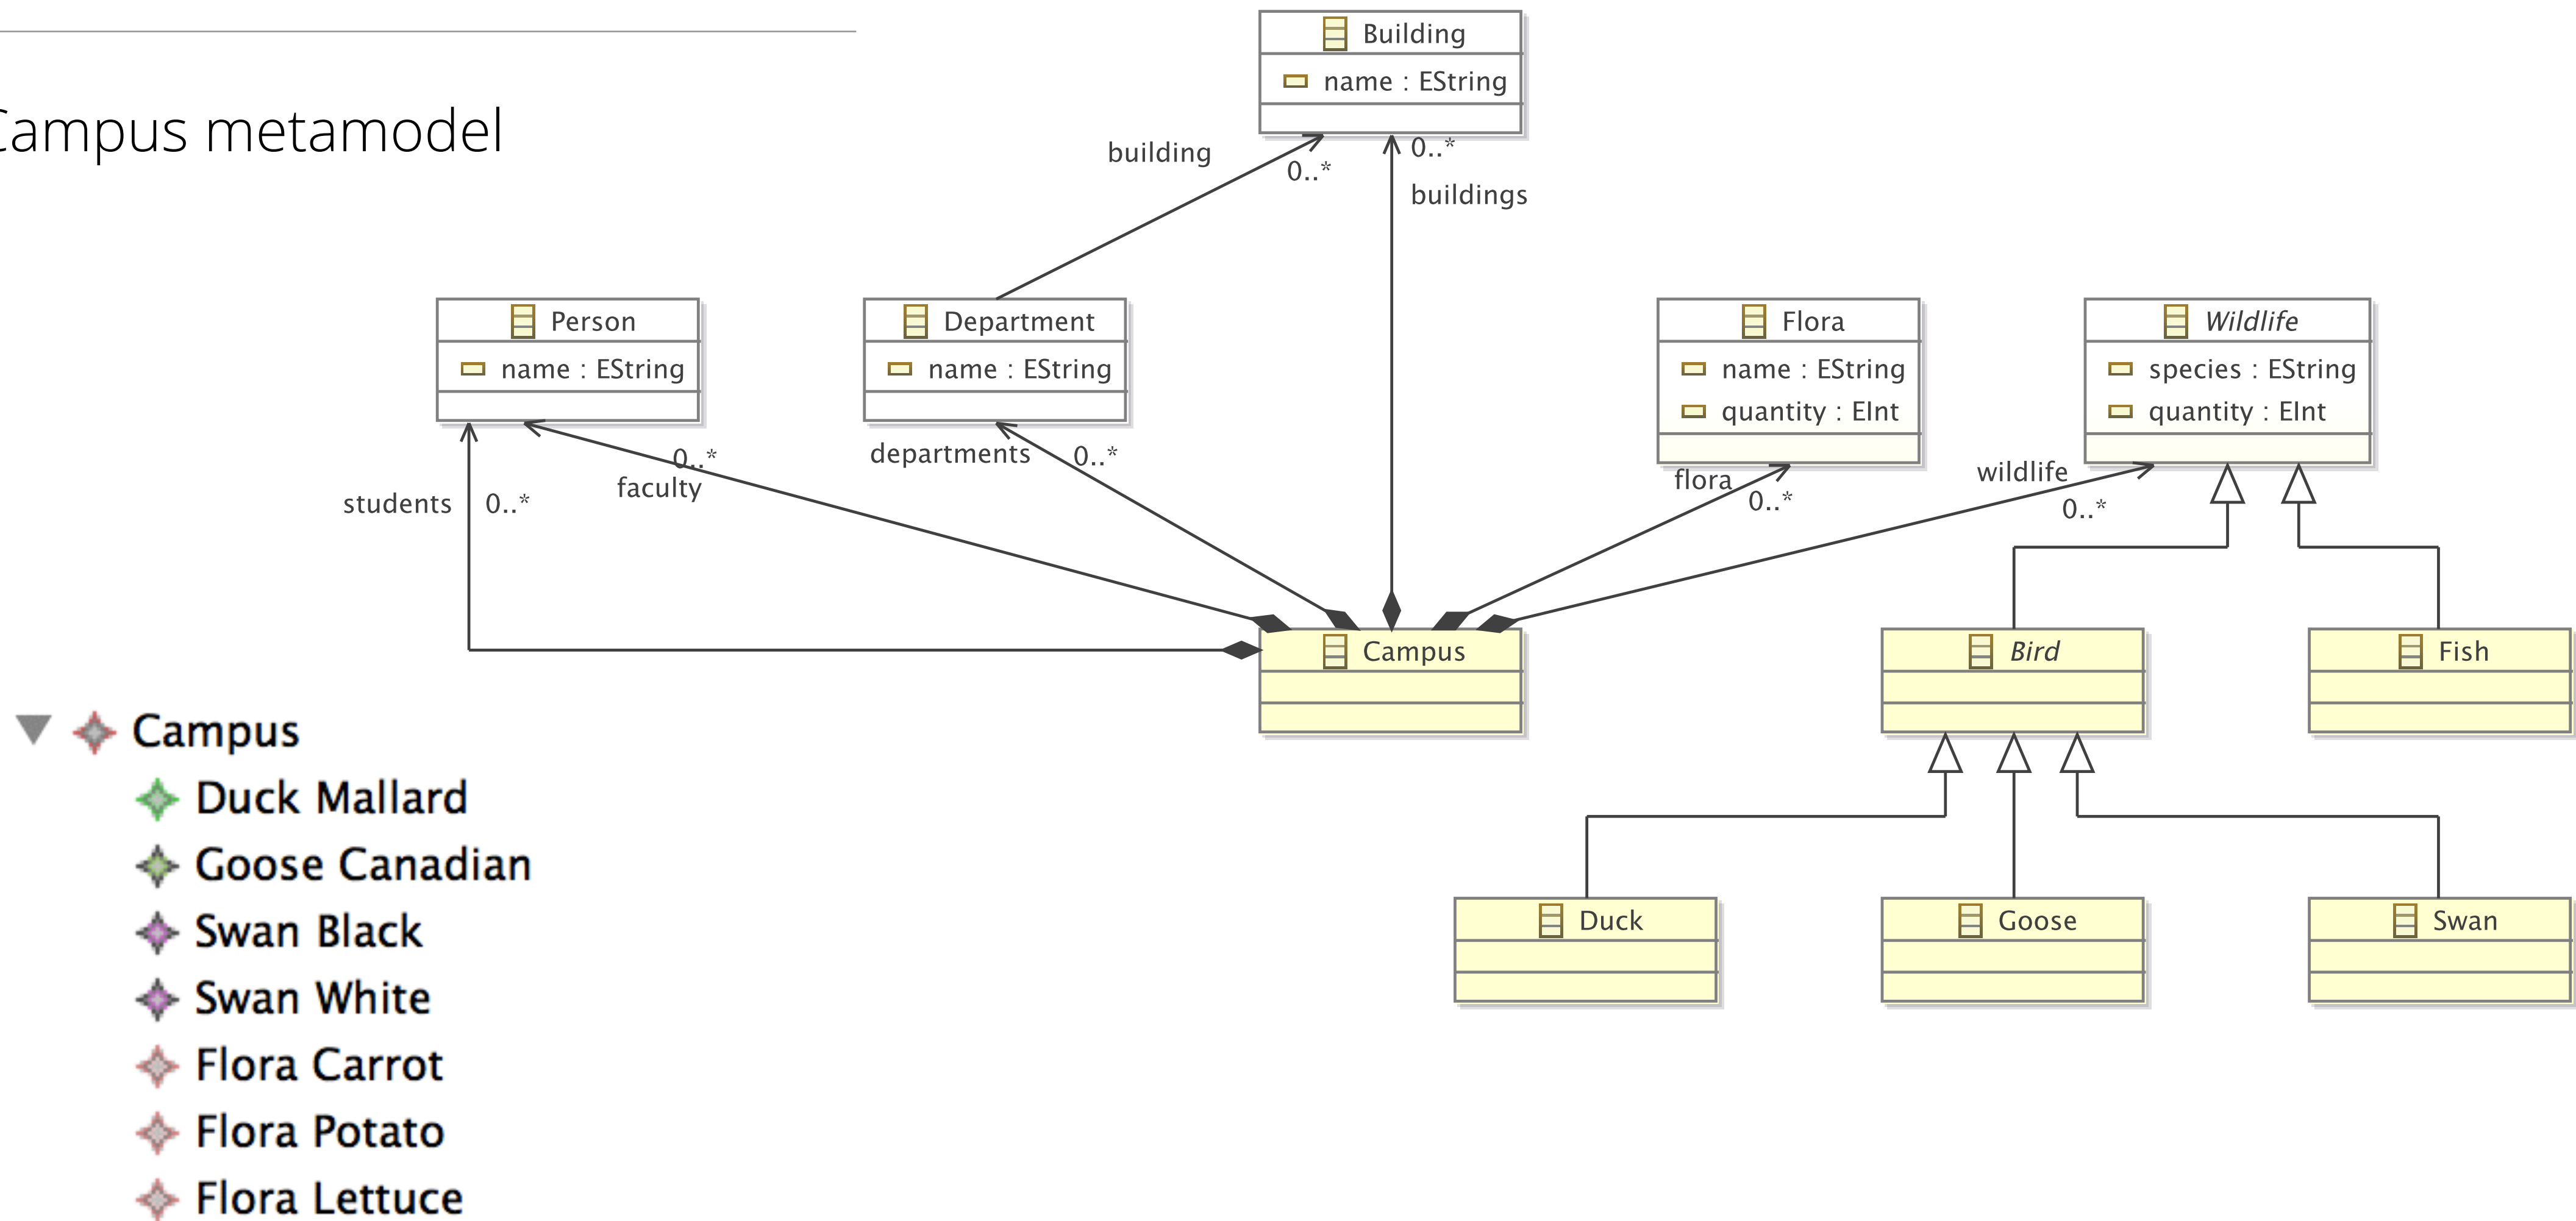 Campus metamodel
Building
name : EString
building
0..*
0..*
buildings
Person
name : EString
Department
name : EString
Flora
name : EString
quantity : EInt
Wildlife
species : EString
quantity : EInt
students
0..*
0..*
faculty
departments
0..*
flora
0..*
wildlife
0..*
Campus
Bird
Fish
Duck
Goose
Swan
Campus
Duck Mallard
Goose Canadian
Swan Black
Swan White
Flora Carrot
Flora Potato
Flora Lettuce